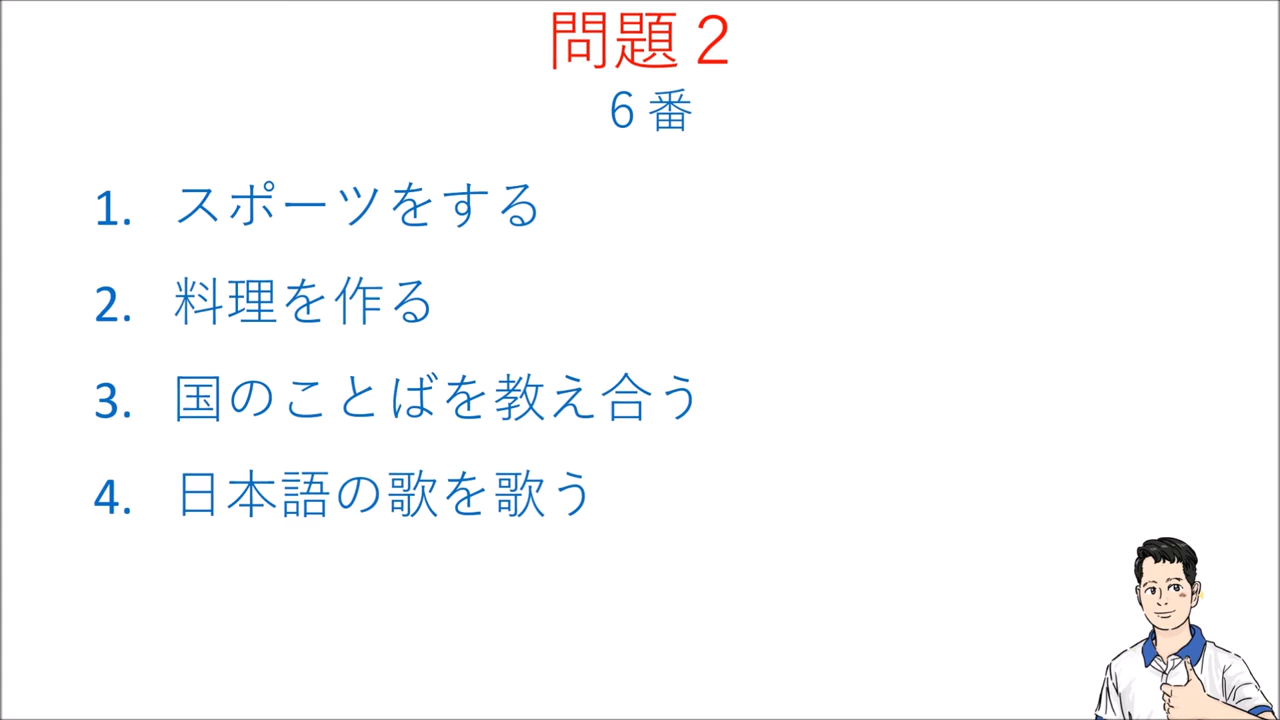 問題２
６番
1. スポーツをする
2. 料理を作る
3. 国のことばを教え合う
4. 日本語の歌を歌う